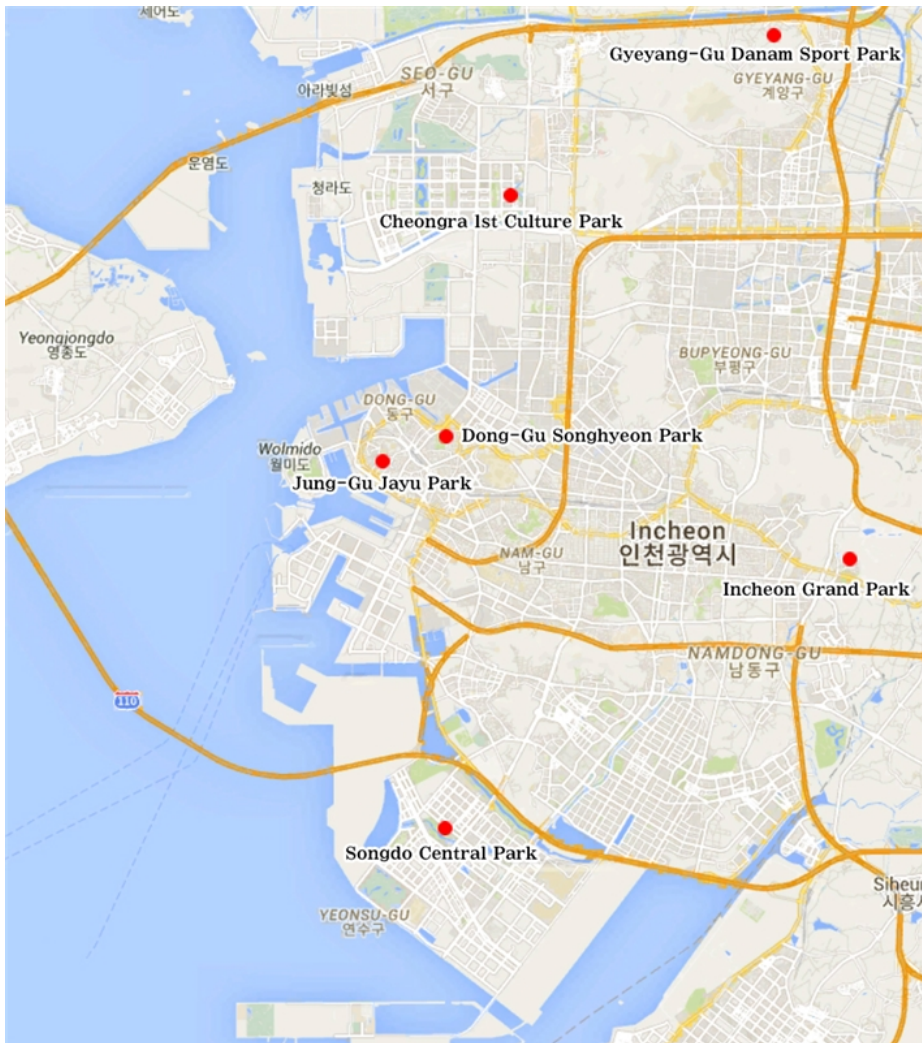 세어도
Gyeyang-Gu Danam Sport Park
SEO-GU
서구
GYEYANG-GU
계양구
아라빛섬
운염도
청라도
Cheongra 1st Culture Park
Yeongjongdo
영종도
BUPYEONG-GU
부평구
DONG-GU
동구
Dong-Gu Songhyeon Park
Wolmido
월미도
Jung-Gu Jayu Park
Incheon
인천광역시
NAM-GU
남구
Incheon Grand Park
NAMDONG-GU
남동구
110
Songdo Central Park
Siheun
시흥시
YEONSU-GU
연수구